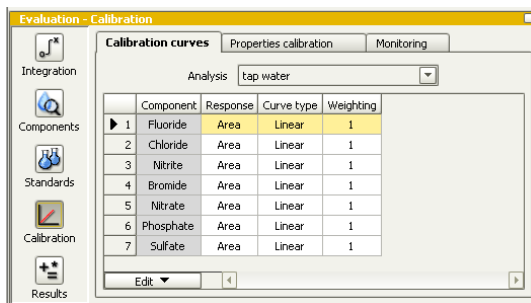 Evaluation - Calibration
Integration
Components
Standards
Calibration
Results
Calibration curves Properties calibration Monitoring
Analysis tap water
Component Response Curve type Weighting
1 Fluoride Area Linear 1
2 Chloride Area Linear 1
3 Nitrite Area Linear 1
4 Bromide Area Linear 1
5 Nitrate Area Linear 1
6 Phosphate Area Linear 1
7 Sulfate Area Linear 1
Edit